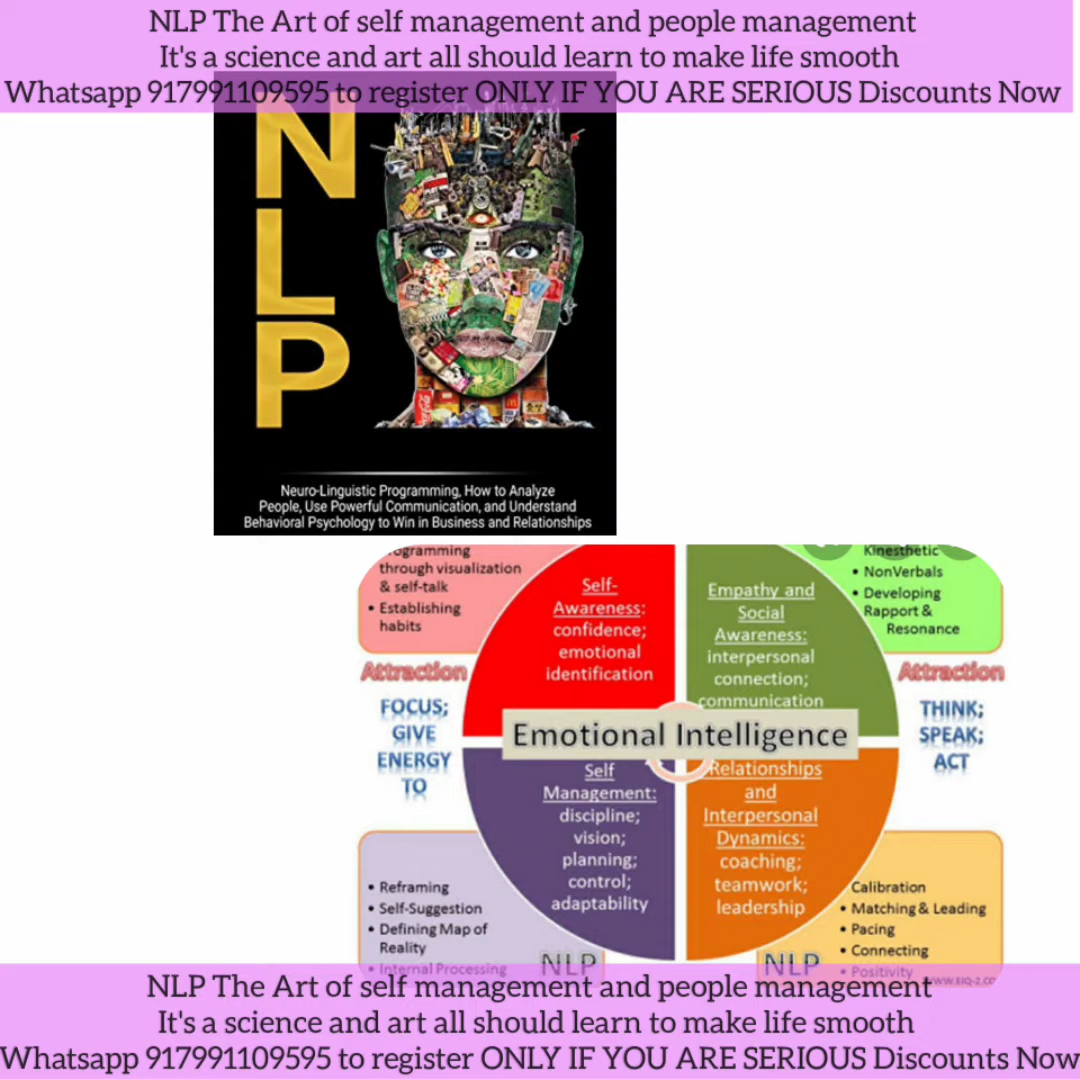 NLP The Art of self management and people management
It's a science and art all should learn to make life smooth
Whatsapp 917991109595 to register ONLY IF YOU ARE SERIOUS Discounts Now
N
L
P
Neuro-Linguistic Programming, How to Analyze
People, Use Powerful Communication, and Understand
Behavioral Psychology to Win in Business and Relationships
through visualization
& self-talk
• Establishing
habits
Attraction
FOCUS;
GIVE
ENERGY
TO
Self-
Awareness:
confidence;
emotional
identification
Empathy and
Social
Awareness:
interpersonal
connection;
communication
Kinesthetic
• NonVerbals
• Developing
Rapport &
Resonance
Attraction
THINK;
SPEAK;
ACT
Emotional Intelligence
Self
Management:
discipline;
vision;
planning;
control;
adaptability
Relationships
and
Interpersonal
Dynamics:
coaching;
teamwork;
leadership
• Reframing
• Self-Suggestion
• Defining Map of
Reality
• Internal Processing
NLP
Calibration
• Matching & Leading
• Pacing
• Connecting
• Positivity
NLP
NLP The Art of self management and people management
It's a science and art all should learn to make life smooth
Whatsapp 917991109595 to register ONLY IF YOU ARE SERIOUS Discounts Now